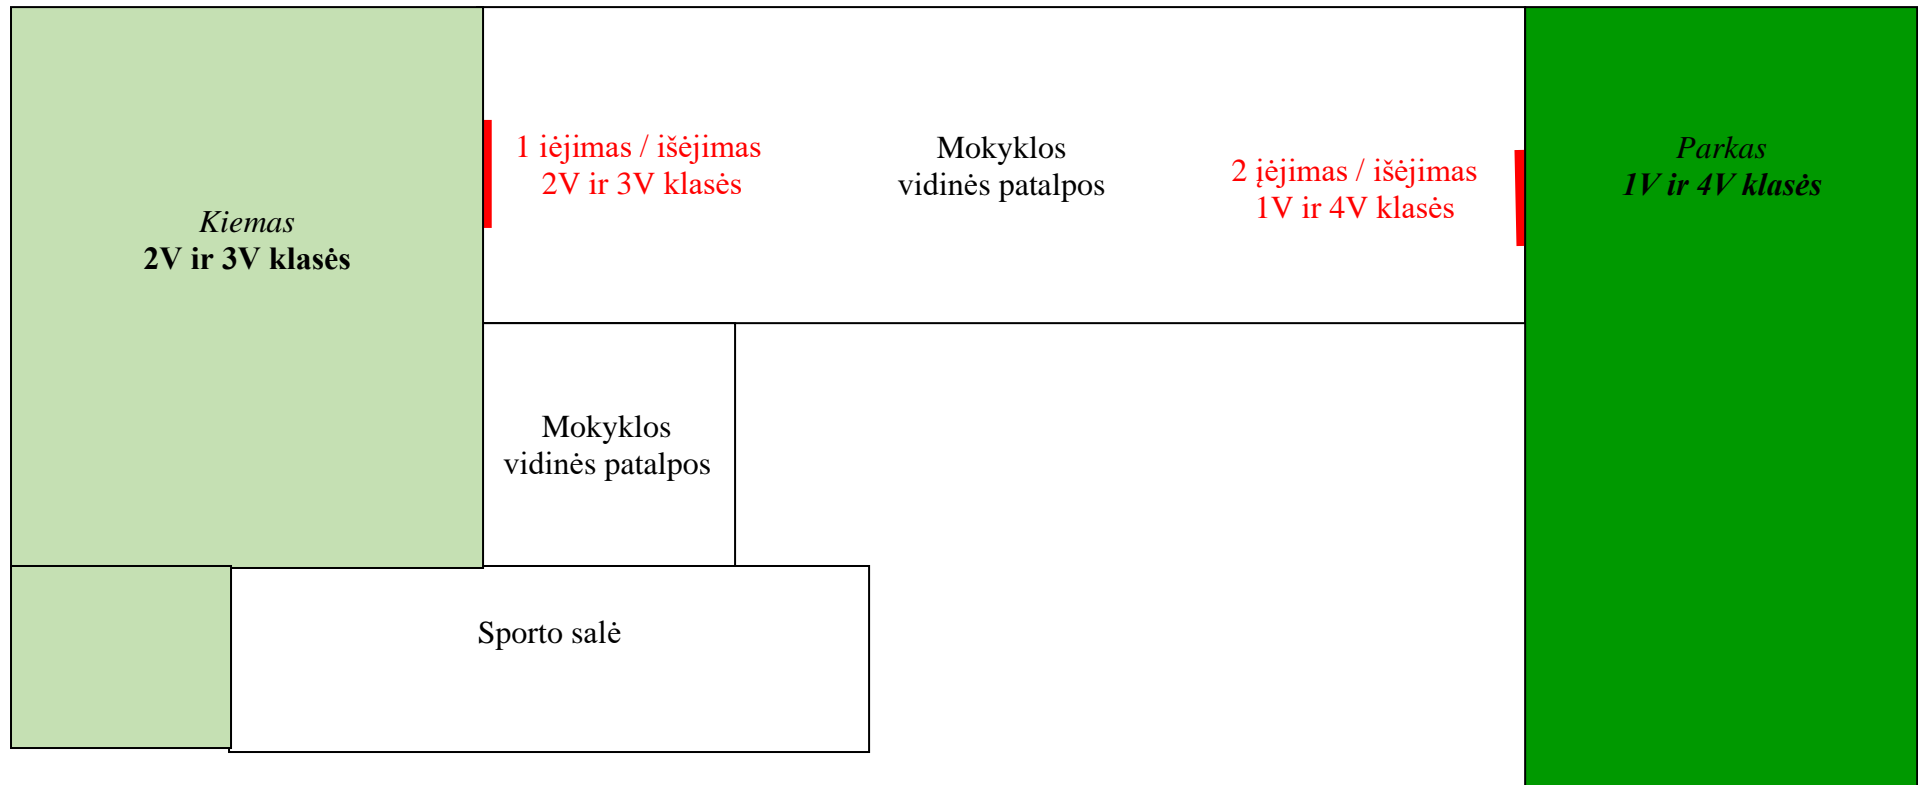 1 iėjimas / išėjimas
2V ir 3V klasės
Mokyklos
vidinės patalpos
2 įėjimas / išėjimas
1V ir 4V klasės
Parkas
1V ir 4V klasės
Kiemas
2V ir 3V klasės
Mokyklos
vidinės patalpos
Sporto salė